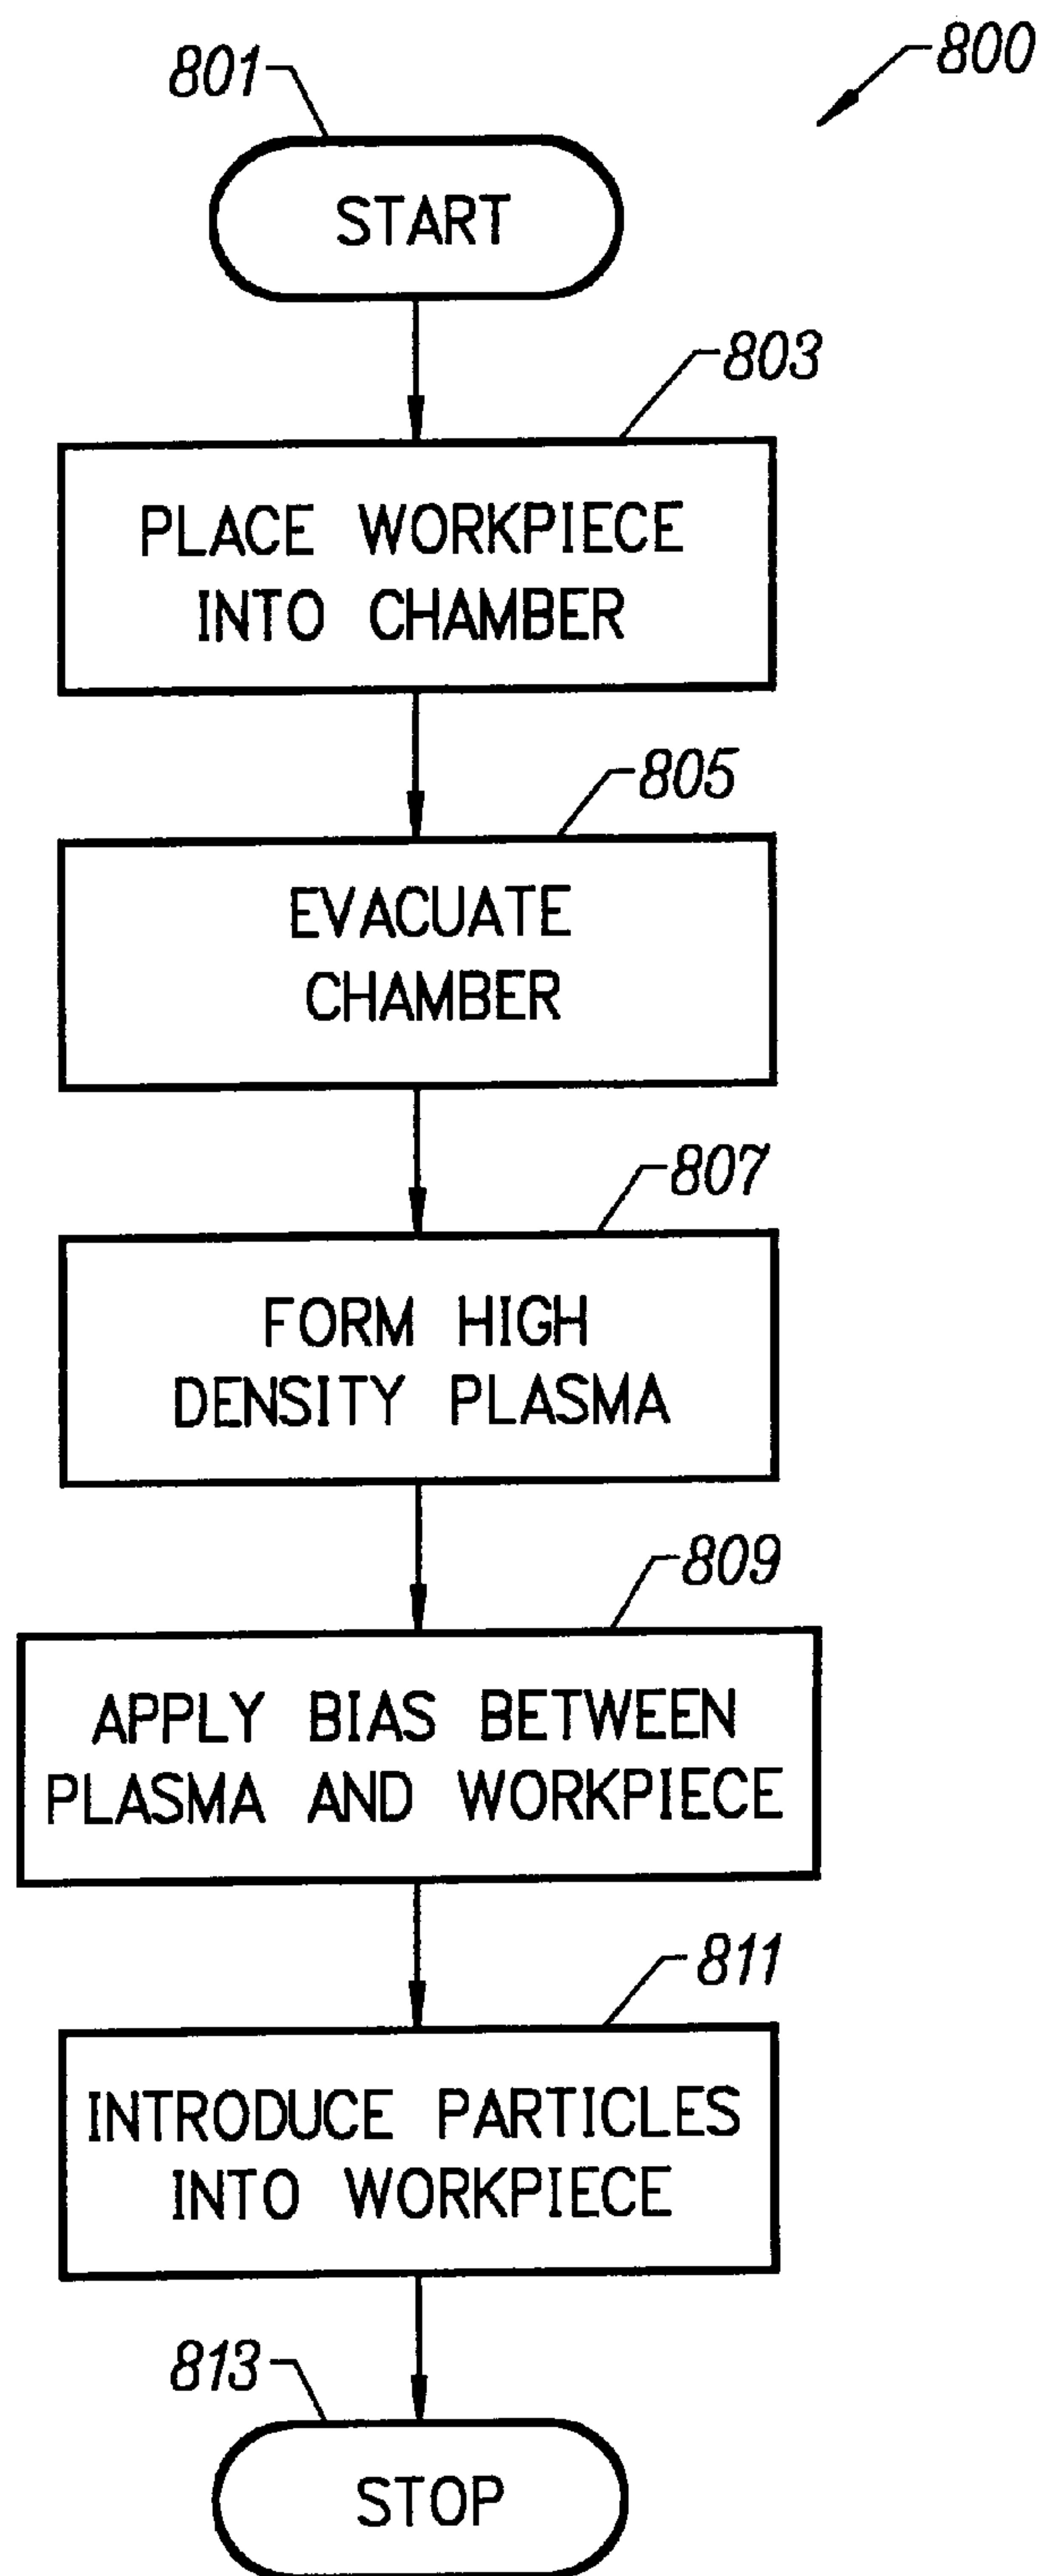 800
801
START
803
PLACE WORKPIECE
INTO CHAMBER
805
EVACUATE
CHAMBER
807
FORM HIGH
DENSITY PLASMA
809
APPLY BIAS BETWEEN
PLASMA AND WORKPIECE
811
INTRODUCE PARTICLES
INTO WORKPIECE
813
STOP